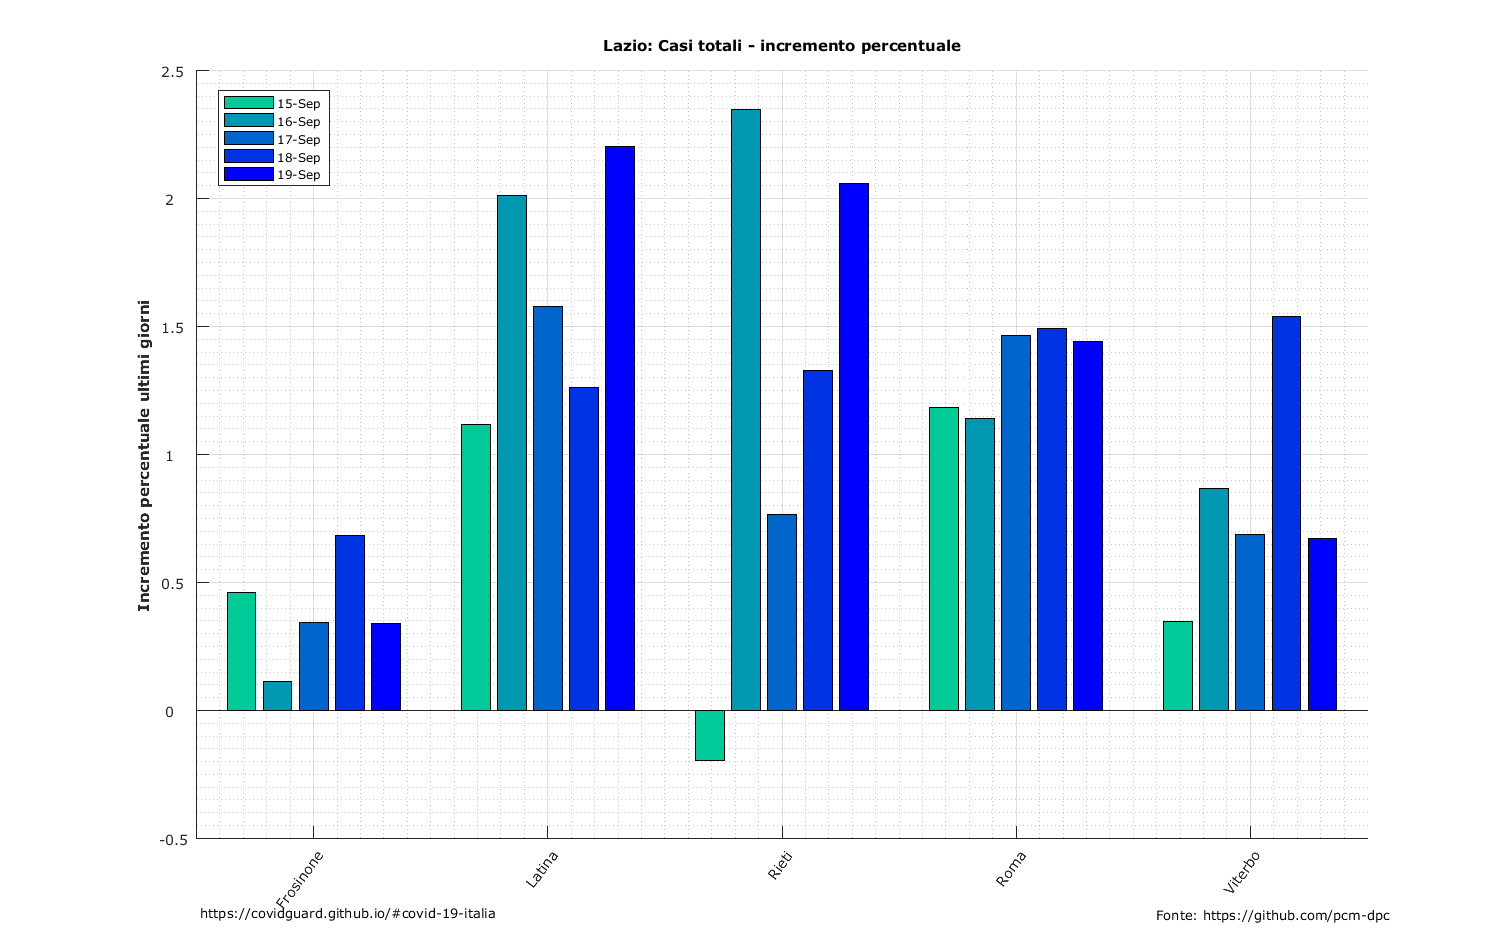 Lazio: Casi totali - incremento percentuale
2.5
2
1.5
1
0.5
0
-0.5
Incremento percentuale ultimi giorni
15-Sep
16-Sep
17-Sep
18-Sep
19-Sep
Frosinone
Latina
Rieti
Roma
Viterbo
https://covidguard.github.io/#covid-19-italia
Fonte: https://github.com/pcm-dpc